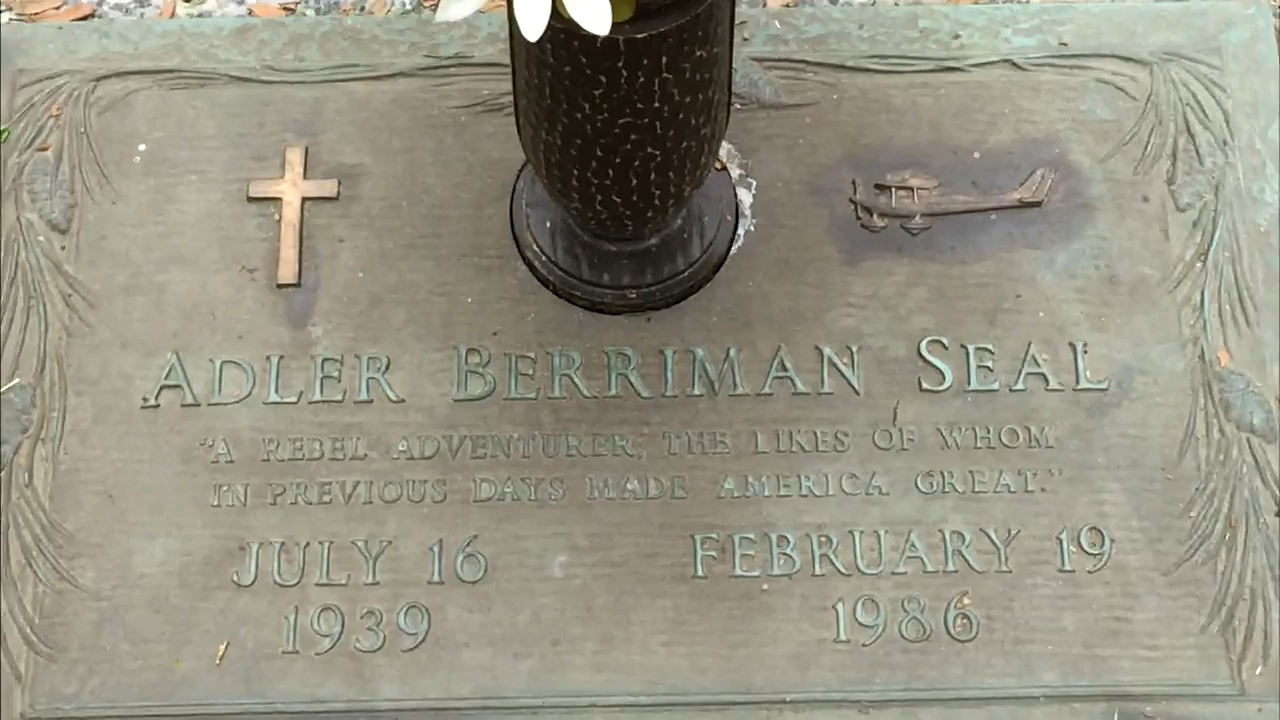 ADLER BERRIMAN SEAL
"A REBEL ADVENTURER, THE LIKES OF WHOM
IN PREVIOUS DAYS MADE AMERICA GREAT."
JULY 16
1939
FEBRUARY 19
1986